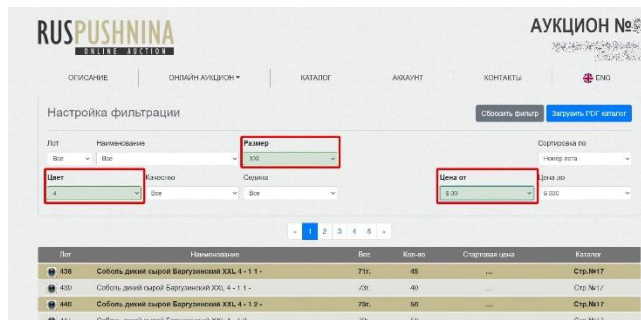 RUSPUSHNINA
ONLINE AUCTION
АУКЦИОН №
ОПИСАНИЕ ОНЛАЙН АУКЦИОН КАТАЛОГ АККАУНТ КОНТАКТЫ ENG
Настройка фильтрации Сбросить фильтр Загрузить PDF каталог
Лот Наименование Размер Сортировка по
Все Все XXL Номер лота
Цвет Качество Седина Цена от Цена до
4 Все Все $ 30 $ 330
« 1 2 3 4 5 »
Лот Наименование Вес Кол-во Стартовая цена Каталог
438 Соболь дикий сырой Баргузинский XXL 4 - 1 1 - 71г. 45 ... Стр.№17
439 Соболь дикий сырой Баргузинский XXL 4 - 1 1 - 40 ... Стр.№17
440 Соболь дикий сырой Баргузинский XXL 4 - 1 2 - 70г. 50 ... Стр.№17